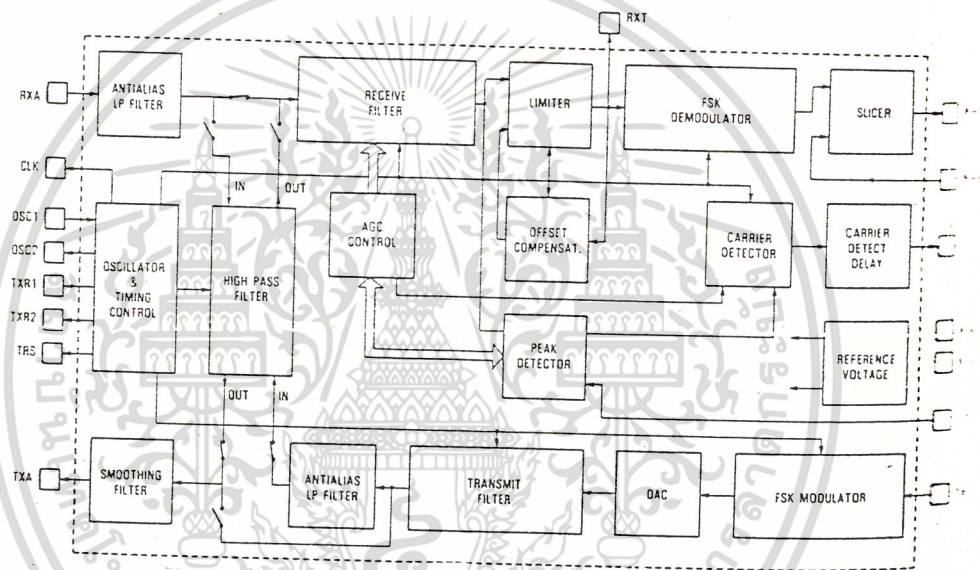 RXT
RXA
ANTIALIAS
LP FILTER
RECEIVE
FILTER
LIMITER
FSK
DEMODULATOR
SLICER
CLK
IN
OUT
OSC1
OSC2
TXR1
TXR2
TRS
OSCILLATOR
&
TIMING
CONTROL
HIGH PASS
FILTER
AGC
CONTROL
OFFSET
COMPENSAT.
CARRIER
DETECTOR
CARRIER
DETECT
DELAY
PEAK
DETECTOR
REFERENCE
VOLTAGE
OUT
IN
TXA
SMOOTHING
FILTER
ANTIALIAS
LP FILTER
TRANSMIT
FILTER
DAC
FSK MODULATOR